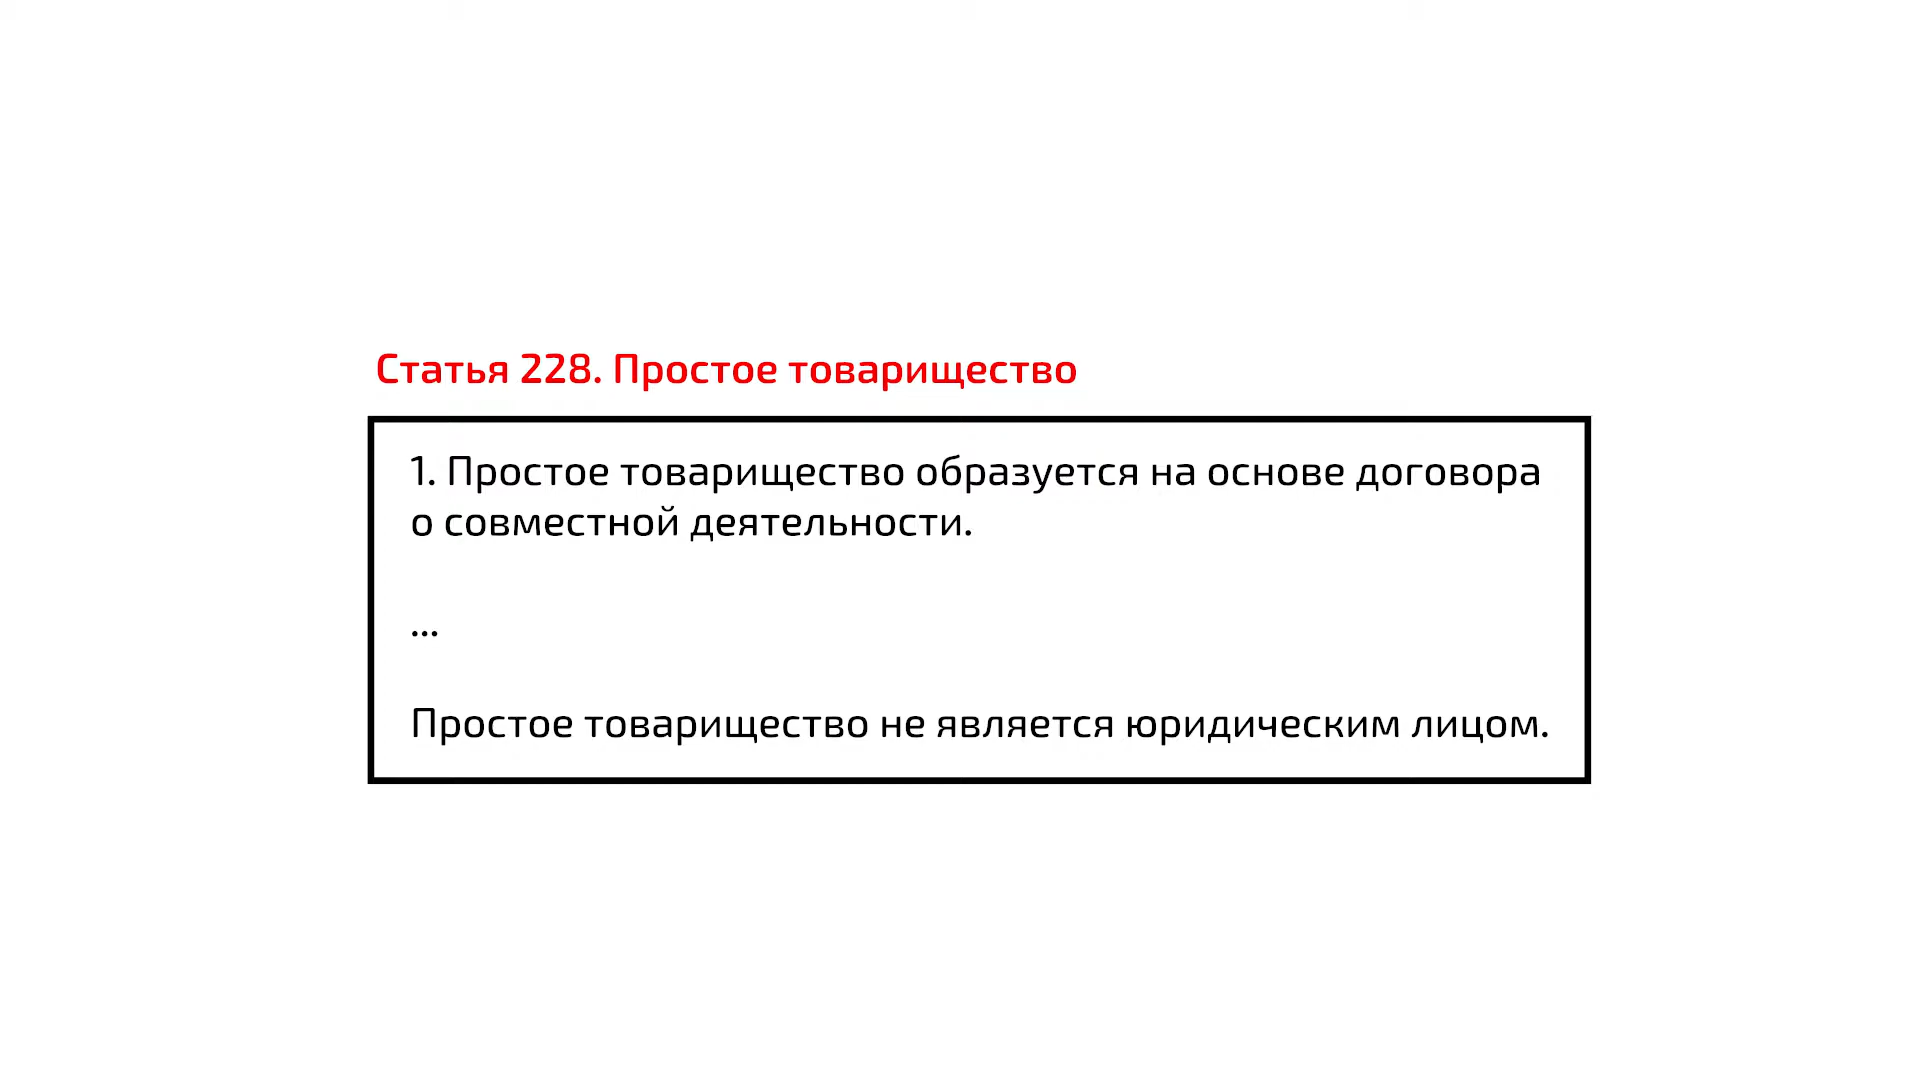 Статья 228. Простое товарищество
1. Простое товарищество образуется на основе договора
о совместной деятельности.
...
Простое товарищество не является юридическим лицом.